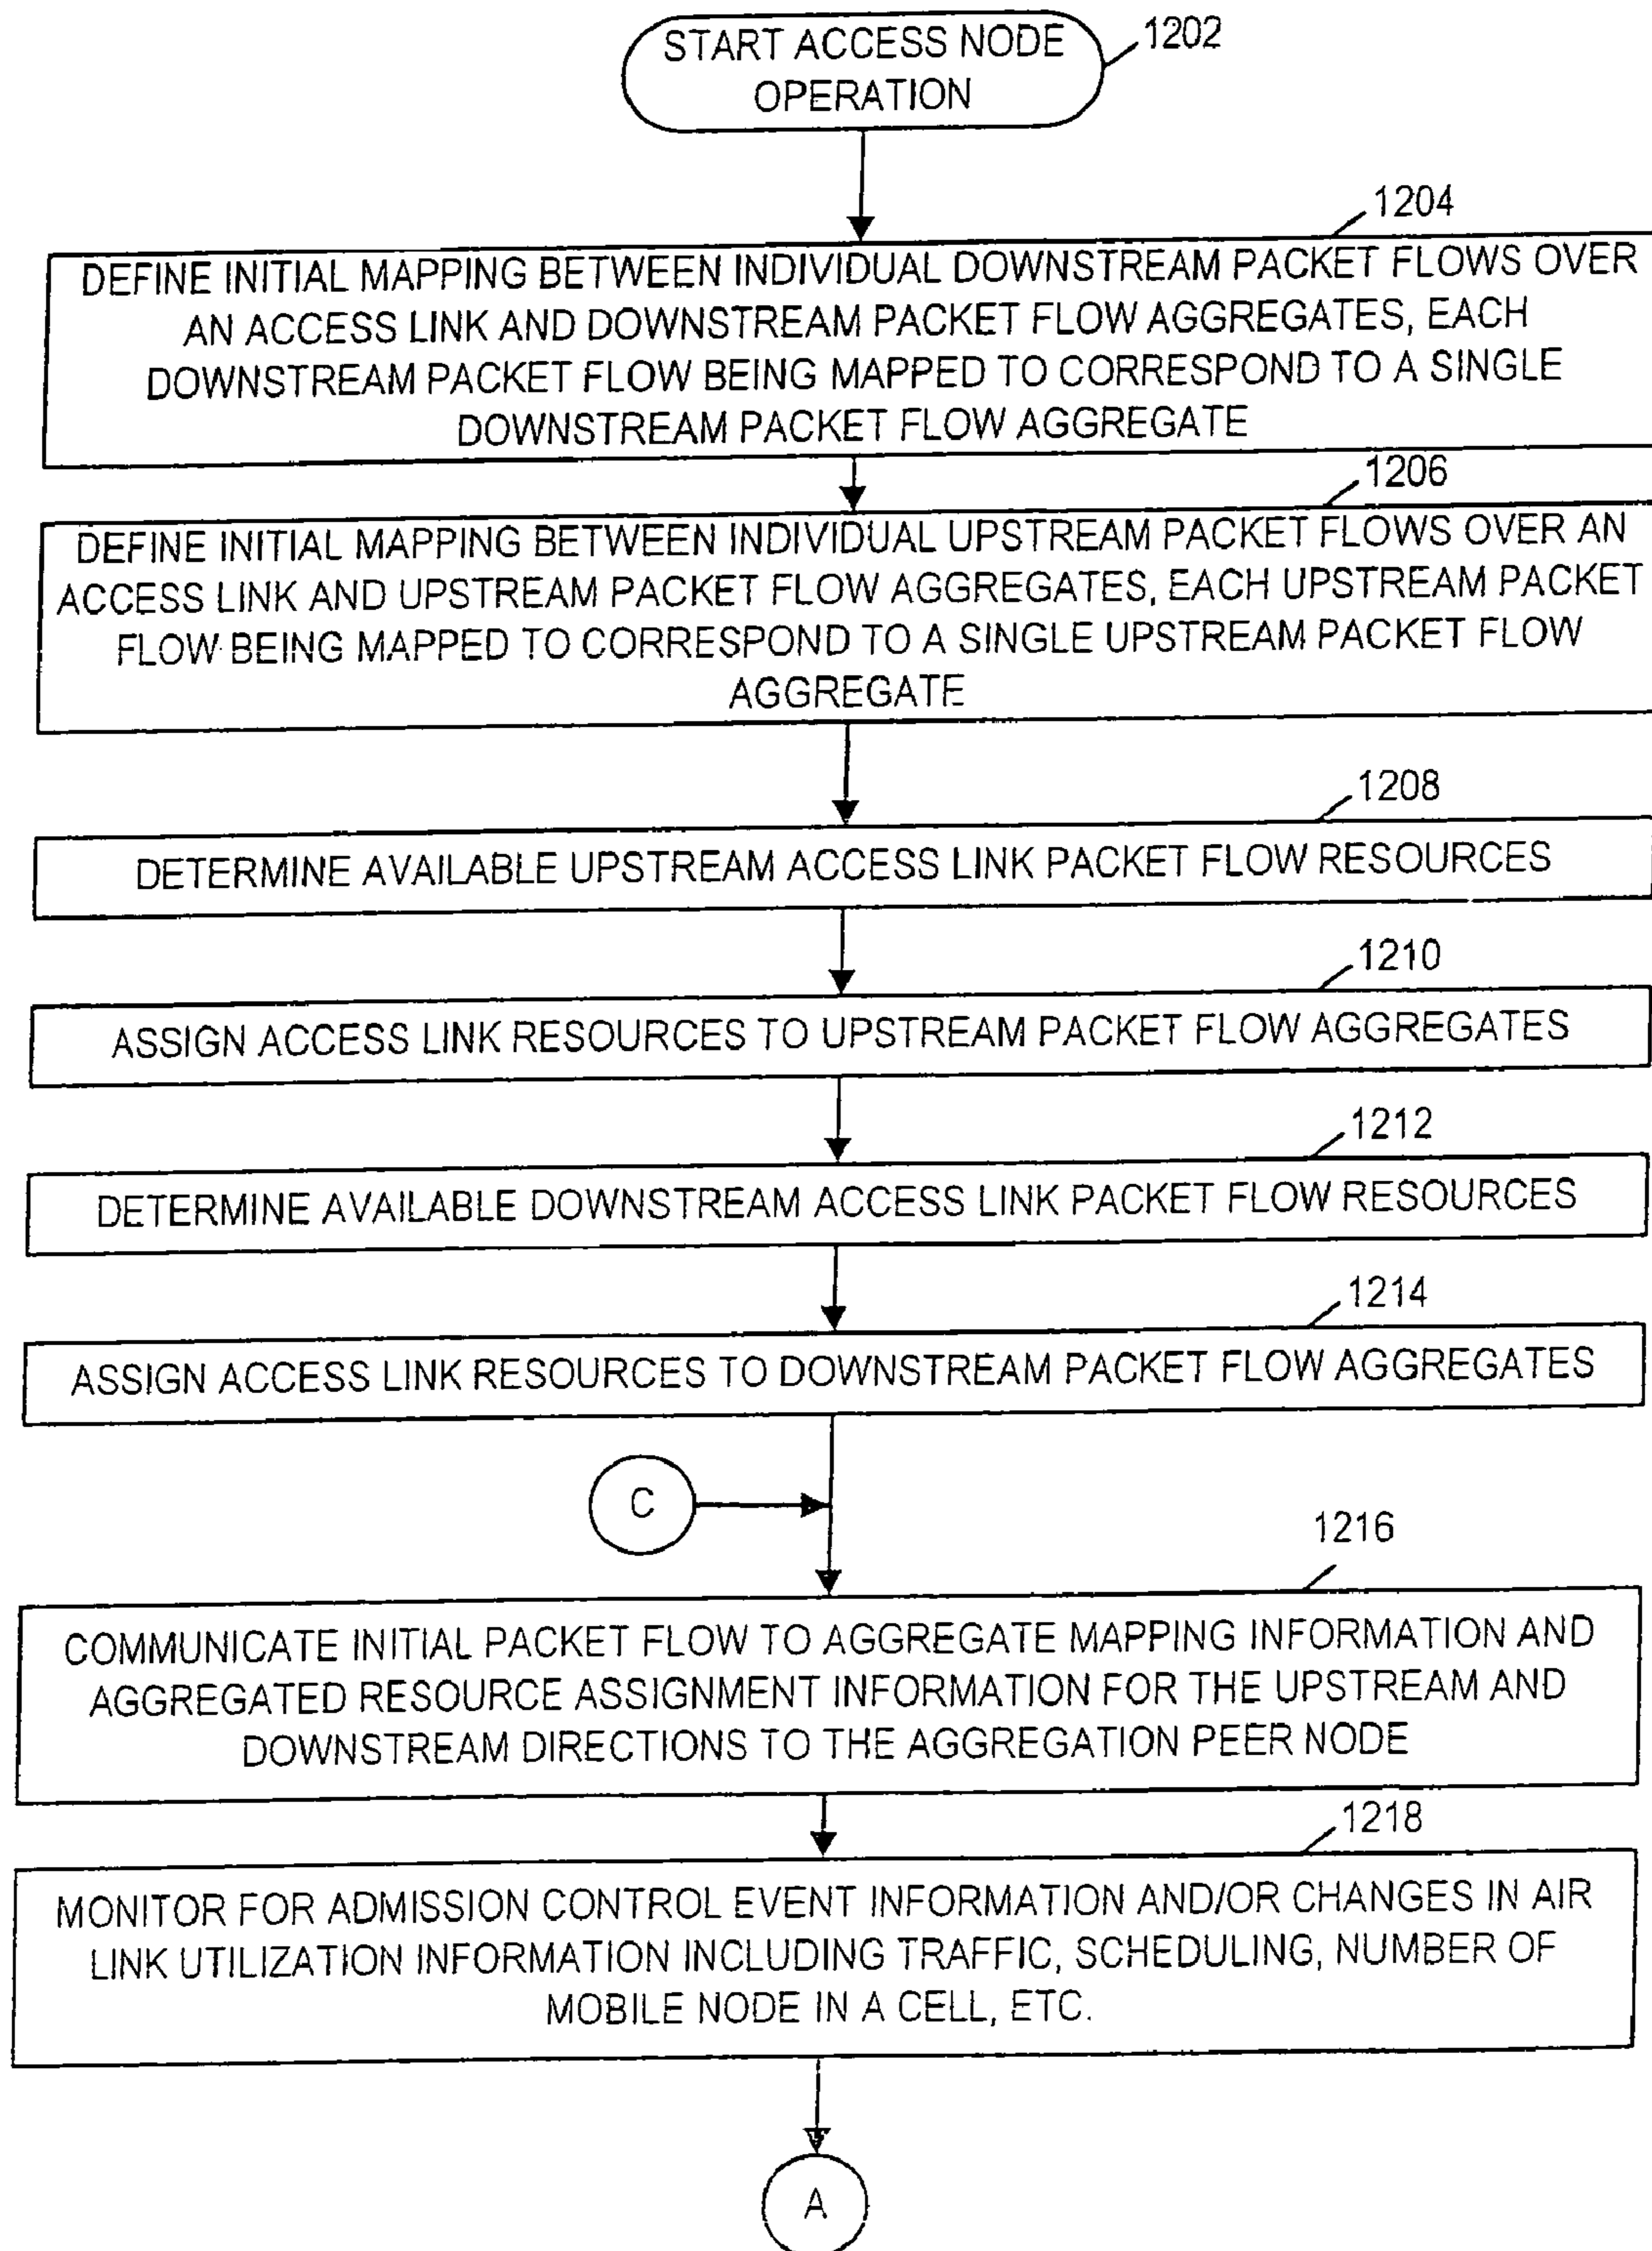 START ACCESS NODE
OPERATION
1202
1204
DEFINE INITIAL MAPPING BETWEEN INDIVIDUAL DOWNSTREAM PACKET FLOWS OVER
AN ACCESS LINK AND DOWNSTREAM PACKET FLOW AGGREGATES, EACH
DOWNSTREAM PACKET FLOW BEING MAPPED TO CORRESPOND TO A SINGLE
DOWNSTREAM PACKET FLOW AGGREGATE
1206
DEFINE INITIAL MAPPING BETWEEN INDIVIDUAL UPSTREAM PACKET FLOWS OVER AN
ACCESS LINK AND UPSTREAM PACKET FLOW AGGREGATES, EACH UPSTREAM PACKET
FLOW BEING MAPPED TO CORRESPOND TO A SINGLE UPSTREAM PACKET FLOW
AGGREGATE
1208
DETERMINE AVAILABLE UPSTREAM ACCESS LINK PACKET FLOW RESOURCES
1210
ASSIGN ACCESS LINK RESOURCES TO UPSTREAM PACKET FLOW AGGREGATES
1212
DETERMINE AVAILABLE DOWNSTREAM ACCESS LINK PACKET FLOW RESOURCES
1214
ASSIGN ACCESS LINK RESOURCES TO DOWNSTREAM PACKET FLOW AGGREGATES
C
1216
COMMUNICATE INITIAL PACKET FLOW TO AGGREGATE MAPPING INFORMATION AND
AGGREGATED RESOURCE ASSIGNMENT INFORMATION FOR THE UPSTREAM AND
DOWNSTREAM DIRECTIONS TO THE AGGREGATION PEER NODE
1218
MONITOR FOR ADMISSION CONTROL EVENT INFORMATION AND/OR CHANGES IN AIR
LINK UTILIZATION INFORMATION INCLUDING TRAFFIC, SCHEDULING, NUMBER OF
MOBILE NODE IN A CELL, ETC.
A